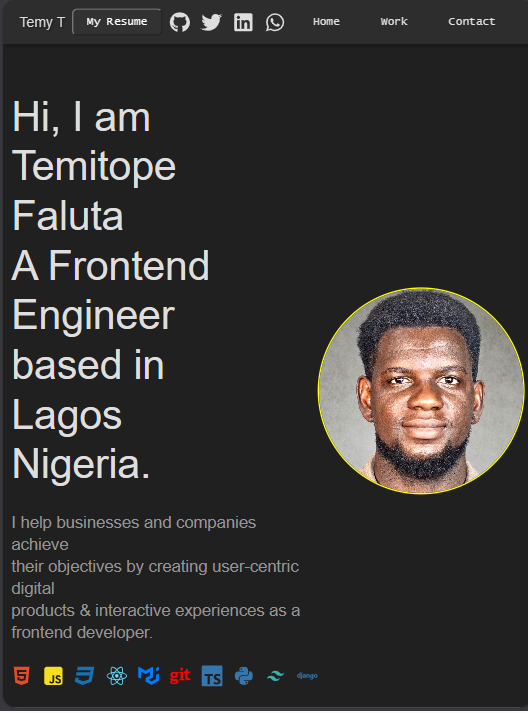 Temy T My Resume Home Work Contact
Hi, I am
Temitope
Faluta
A Frontend
Engineer
based in
Lagos
Nigeria.
I help businesses and companies
achieve
their objectives by creating user-centric
digital
products & interactive experiences as a
frontend developer.
5 JS 3 git TS django